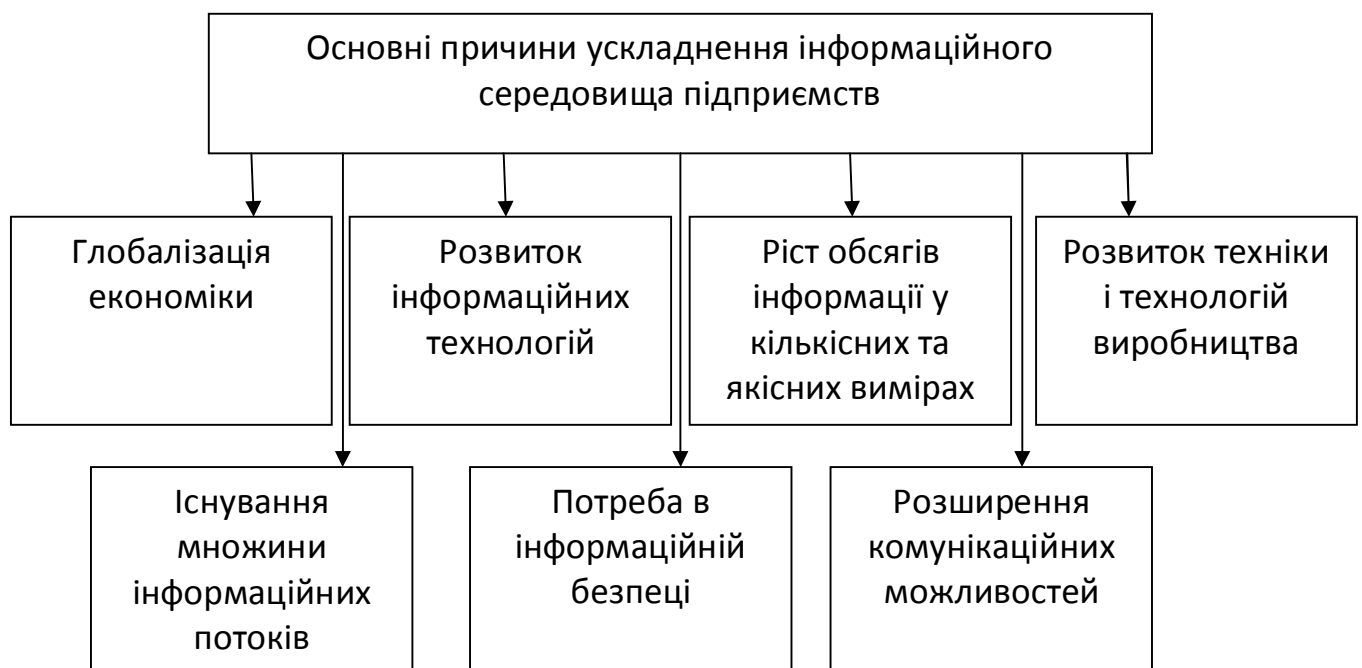 Основні причини ускладнення інформаційного
середовища підприємств
Глобалізація
економіки
Розвиток
інформаційних
технологій
Ріст обсягів
інформації у
кількісних та
якісних вимірах
Розвиток техніки
і технологій
виробництва
Існування
множини
інформаційних
потоків
Потреба в
інформаційній
безпеці
Розширення
комунікаційних
можливостей